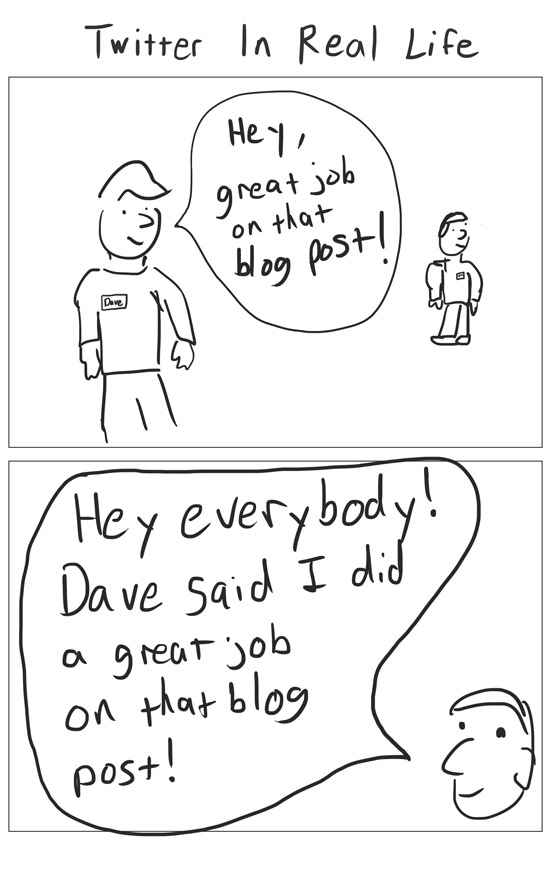 Twitter In Real Life
Hey,
great job
on that
blog post!
Dave
Hey everybody!
Dave said I did
a great job
on that blog
post!